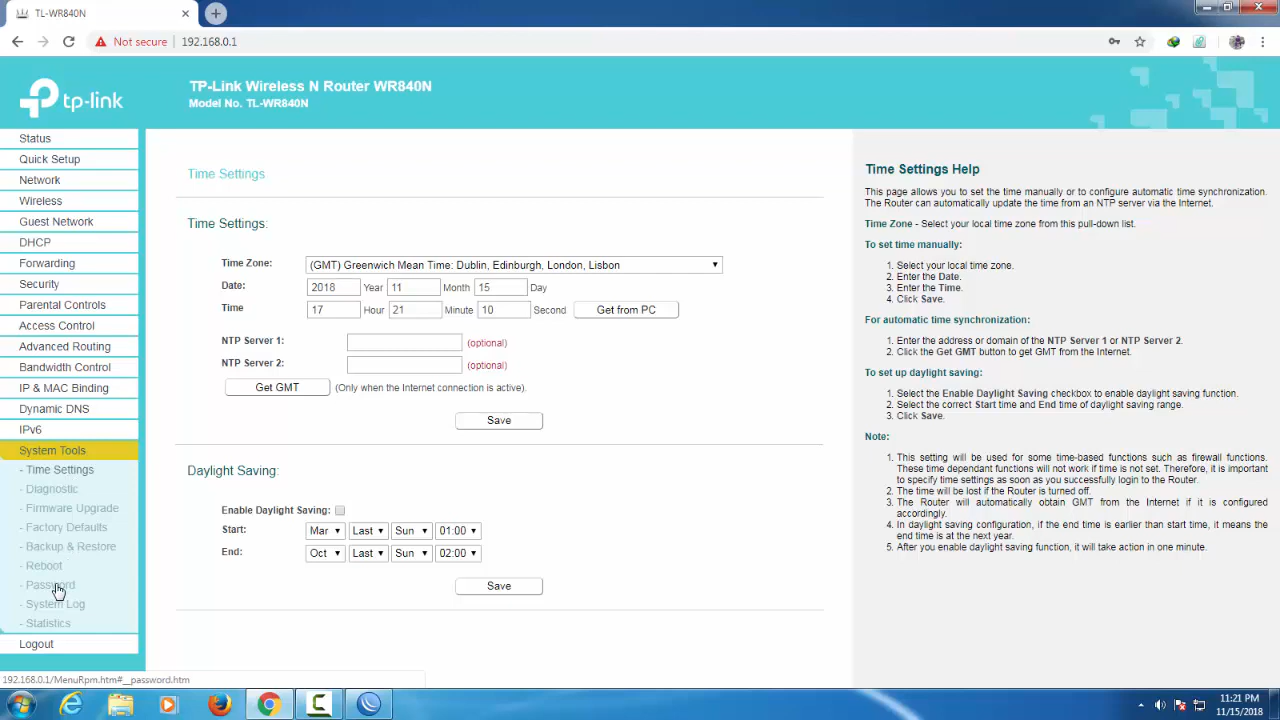 TL-WR840N
Not secure
192.168.0.1
tp-link
TP-Link Wireless N Router WR840N
Model No. TL-WR840N
Status
Quick Setup
Network
Wireless
Guest Network
DHCP
Forwarding
Security
Parental Controls
Access Control
Advanced Routing
Bandwidth Control
IP & MAC Binding
Dynamic DNS
IPv6
System Tools
- Time Settings
- Diagnostic
- Firmware Upgrade
- Factory Defaults
- Backup & Restore
- Reboot
- Password
- System Log
- Statistics
Logout
Time Settings
Time Settings:
Time Zone: (GMT) Greenwich Mean Time: Dublin, Edinburgh, London, Lisbon
Date: 2018 Year 11 Month 15 Day
Time 17 Hour 21 Minute 10 Second Get from PC
NTP Server 1: (optional)
NTP Server 2: (optional)
Get GMT (Only when the Internet connection is active).
Save
Daylight Saving:
Enable Daylight Saving:
Start: Mar Last Sun 01:00
End: Oct Last Sun 02:00
Save
Time Settings Help
This page allows you to set the time manually or to configure automatic time synchronization.
The Router can automatically update the time from an NTP server via the Internet.
Time Zone - Select your local time zone from this pull-down list.
To set time manually:
1. Select your local time zone.
2. Enter the Date.
3. Enter the Time.
4. Click Save.
For automatic time synchronization:
1. Enter the address or domain of the NTP Server 1 or NTP Server 2.
2. Click the Get GMT button to get GMT from the Internet.
To set up daylight saving:
1. Select the Enable Daylight Saving checkbox to enable daylight saving function.
2. Select the correct Start time and End time of daylight saving range.
3. Click Save.
Note:
1. This setting will be used for some time-based functions such as firewall functions.
These time dependant functions will not work if time is not set. Therefore, it is important
to specify time settings as soon as you successfully login to the Router.
2. The time will be lost if the Router is turned off.
3. The Router will automatically obtain GMT from the Internet if it is configured
accordingly.
4. In daylight saving configuration, if the end time is earlier than start time, it means the
end time is at the next year.
5. After you enable daylight saving function, it will take action in one minute.
192.168.0.1/MenuRpm.htm#__password.htm
11:21 PM
11/15/2018